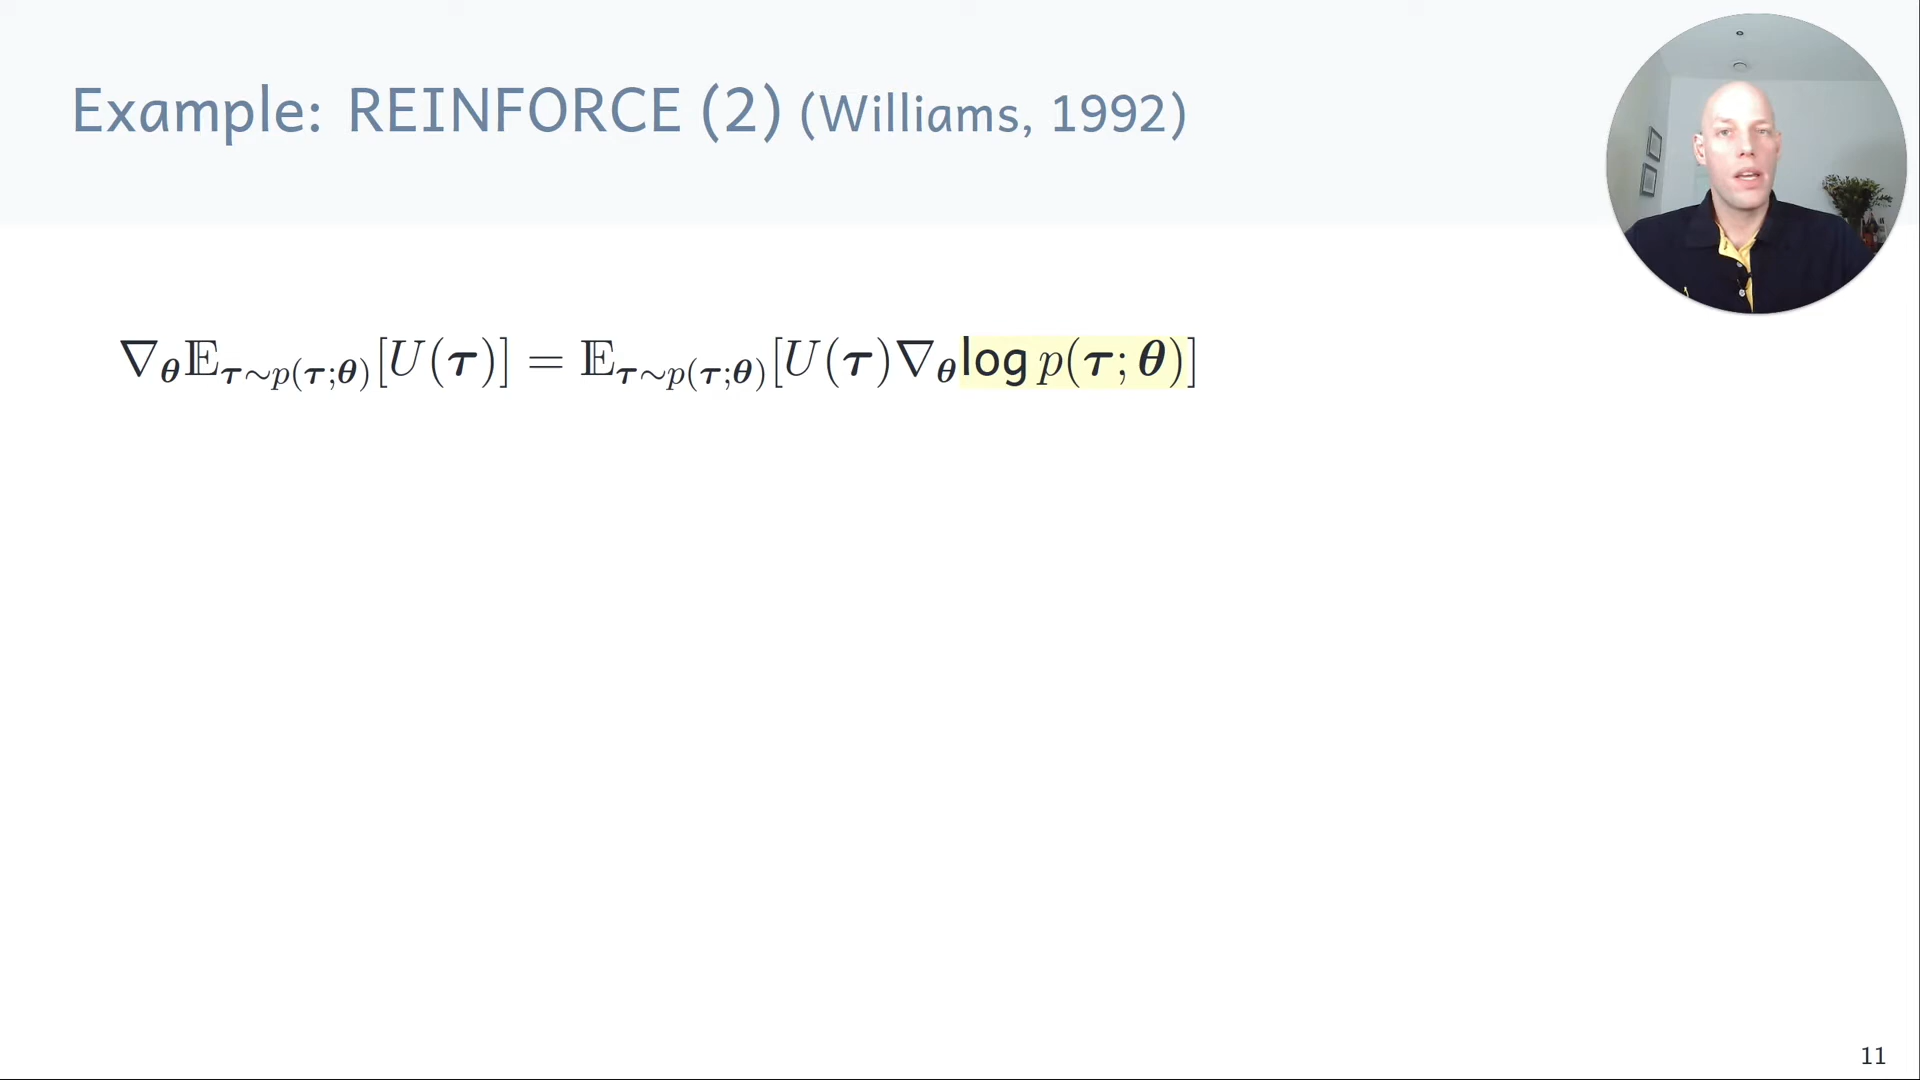 Example: REINFORCE (2) (Williams, 1992)
∇_θ 𝔼_{τ∼p(τ;θ)}[U(τ)] = 𝔼_{τ∼p(τ;θ)}[U(τ)∇_θ log p(τ;θ)]
11